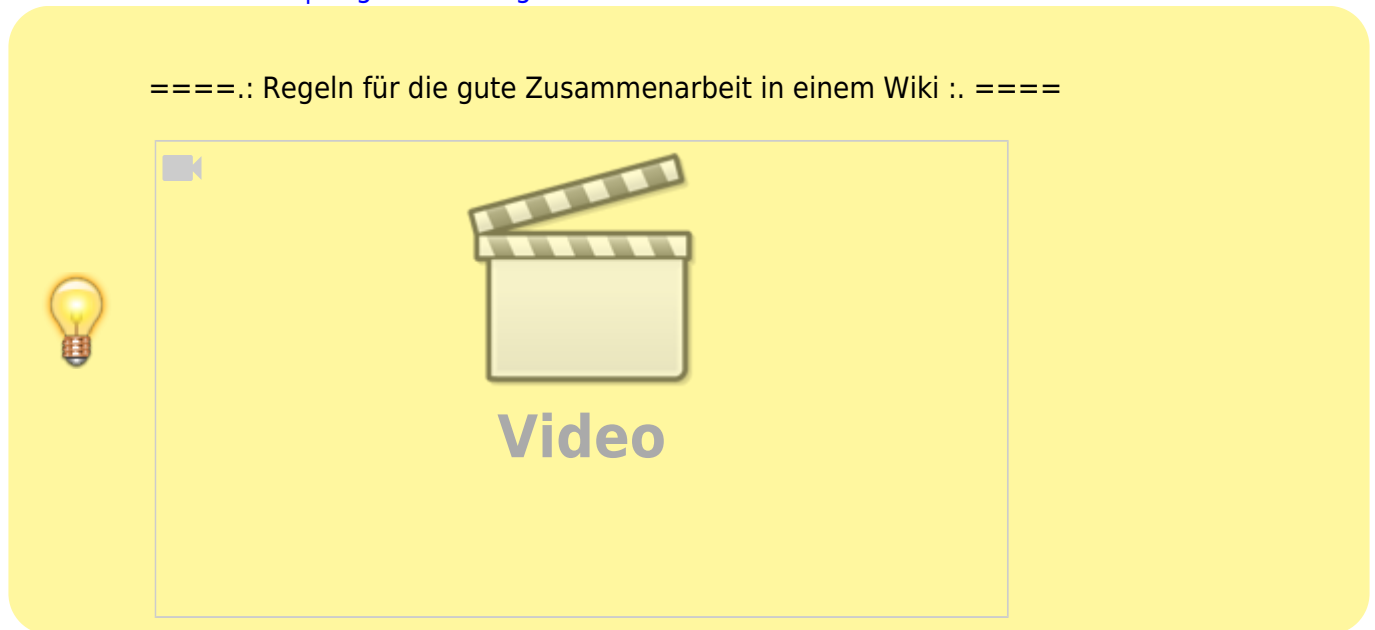 ====.: Regeln für die gute Zusammenarbeit in einem Wiki :. ====
Video